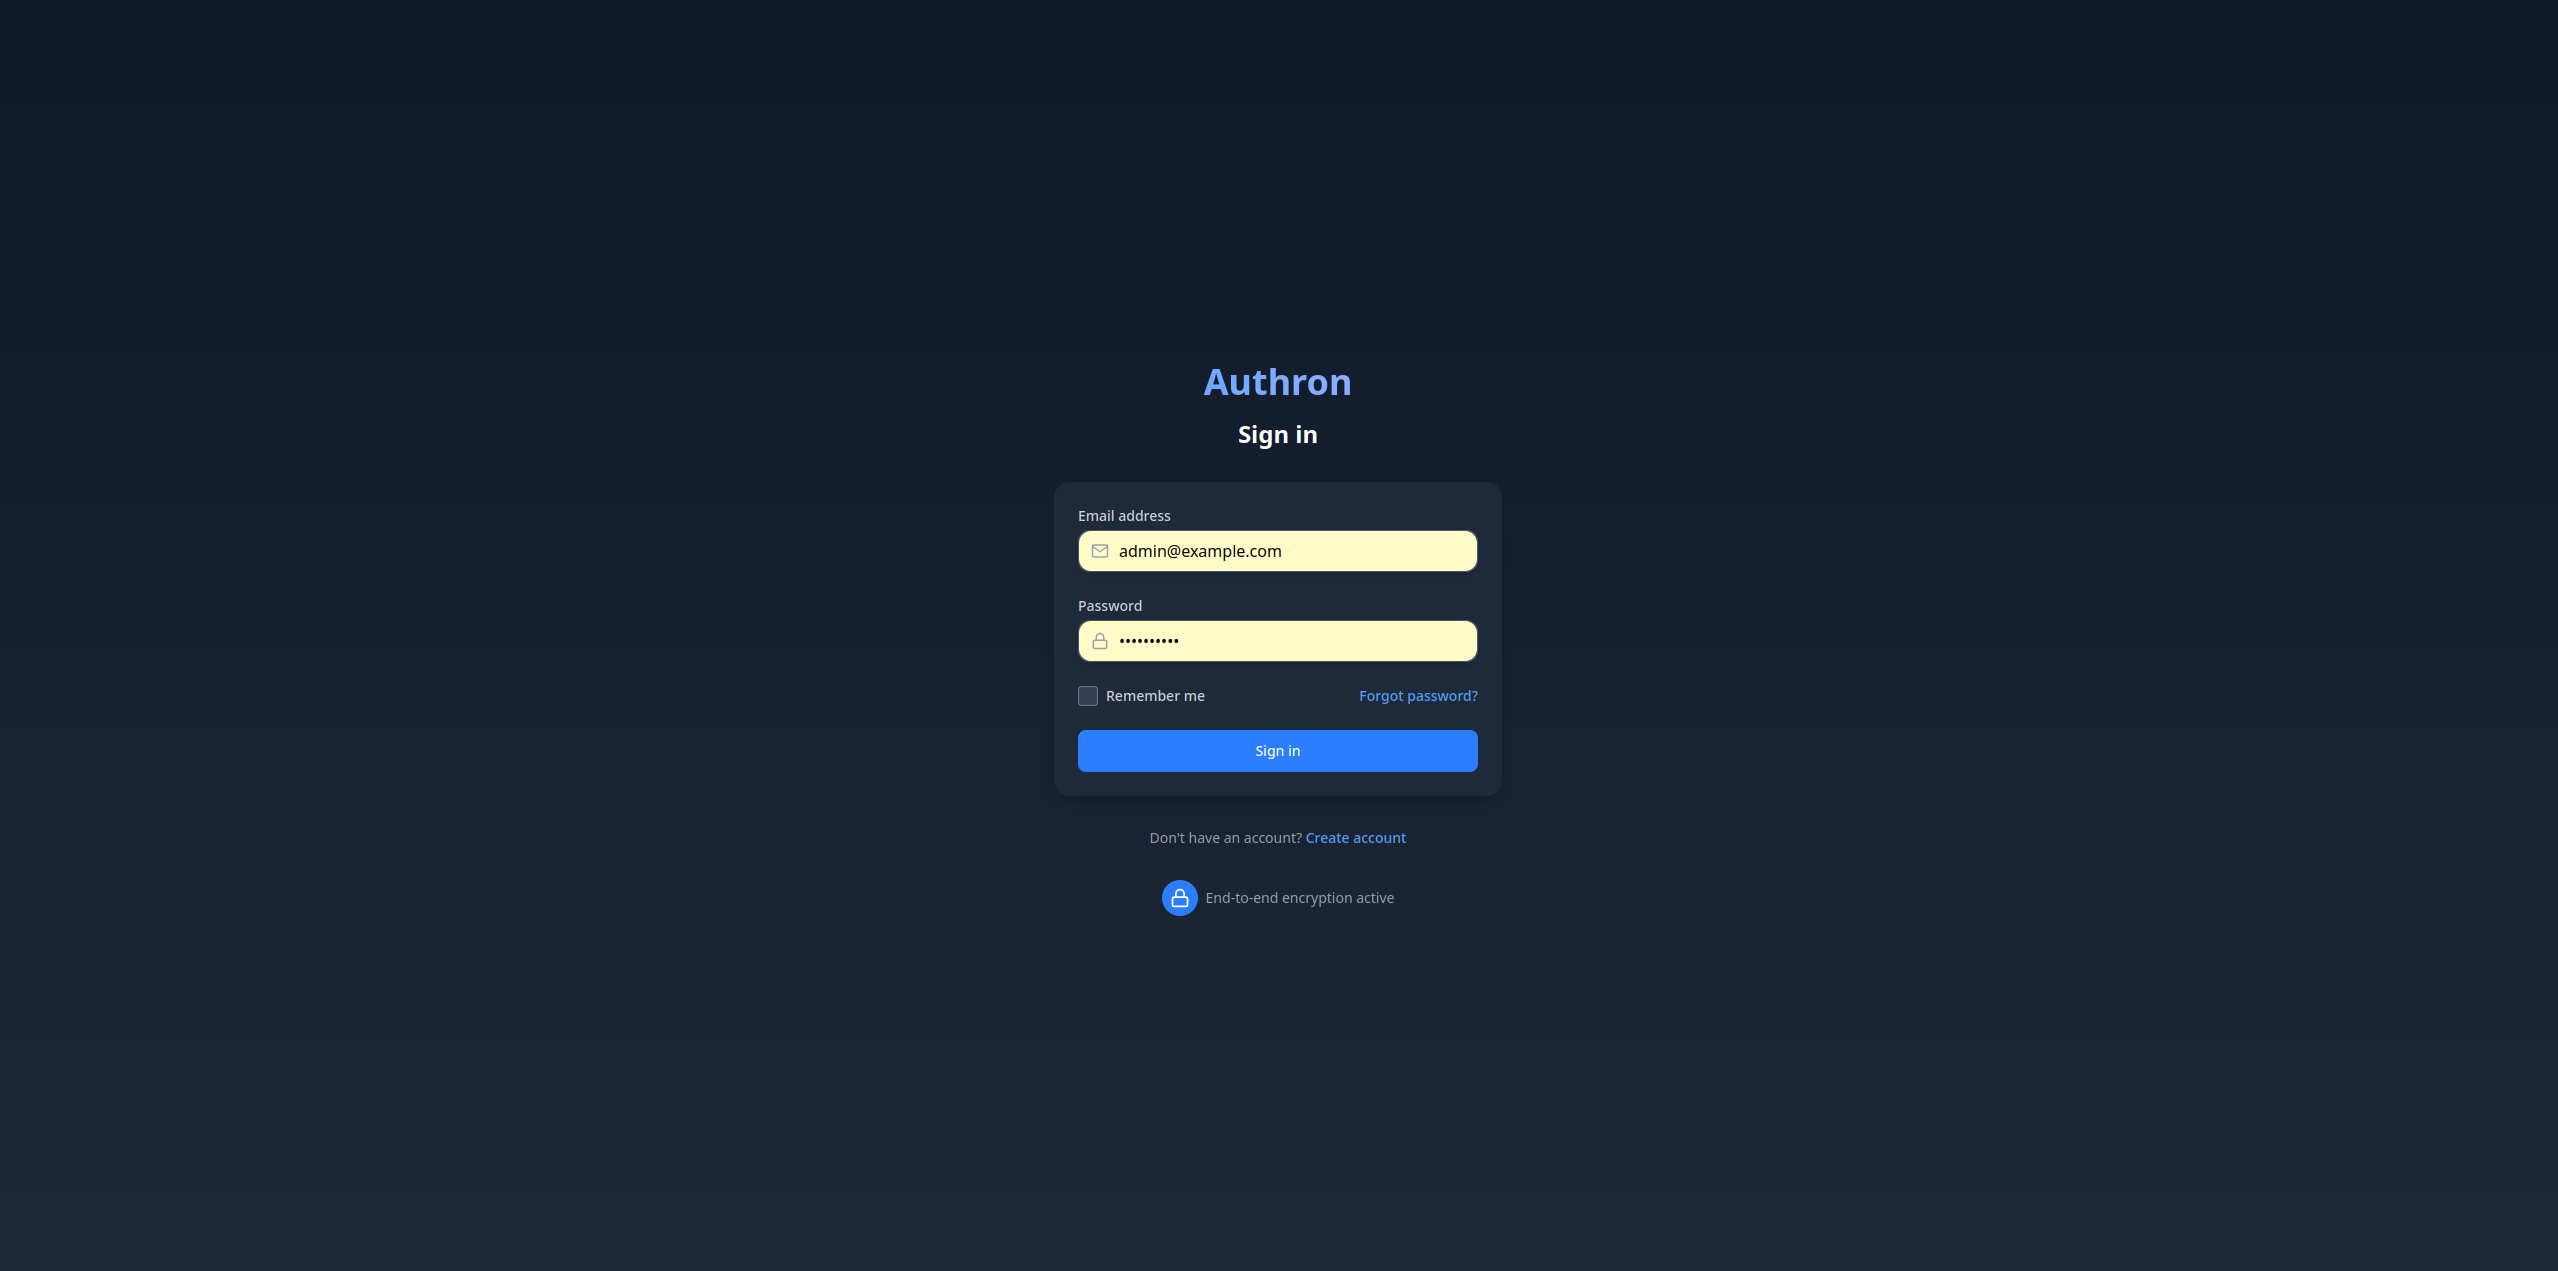 Authron
Sign in
Email address
admin@example.com
Password
••••••••••
Remember me
Forgot password?
Sign in
Don't have an account? Create account
End-to-end encryption active